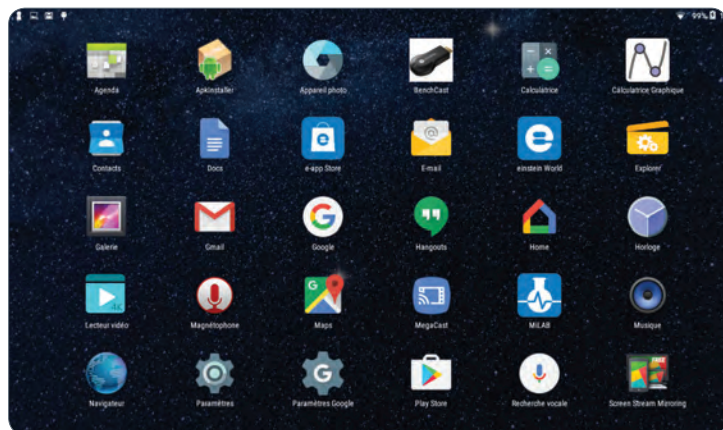 99%
Agenda
ApkInstaller
Appareil photo
BenchCast
Calculatrice
Calculatrice Graphique
Contacts
Docs
e-app Store
E-mail
einstein World
Explorer
Galerie
Gmail
Google
Hangouts
Home
Horloge
4K
Lecteur vidéo
Magnétophone
Maps
MegaCast
MiLAB
Musique
FREE
Navigateur
Paramètres
Paramètres Google
Play Store
Recherche vocale
Screen Stream Mirroring